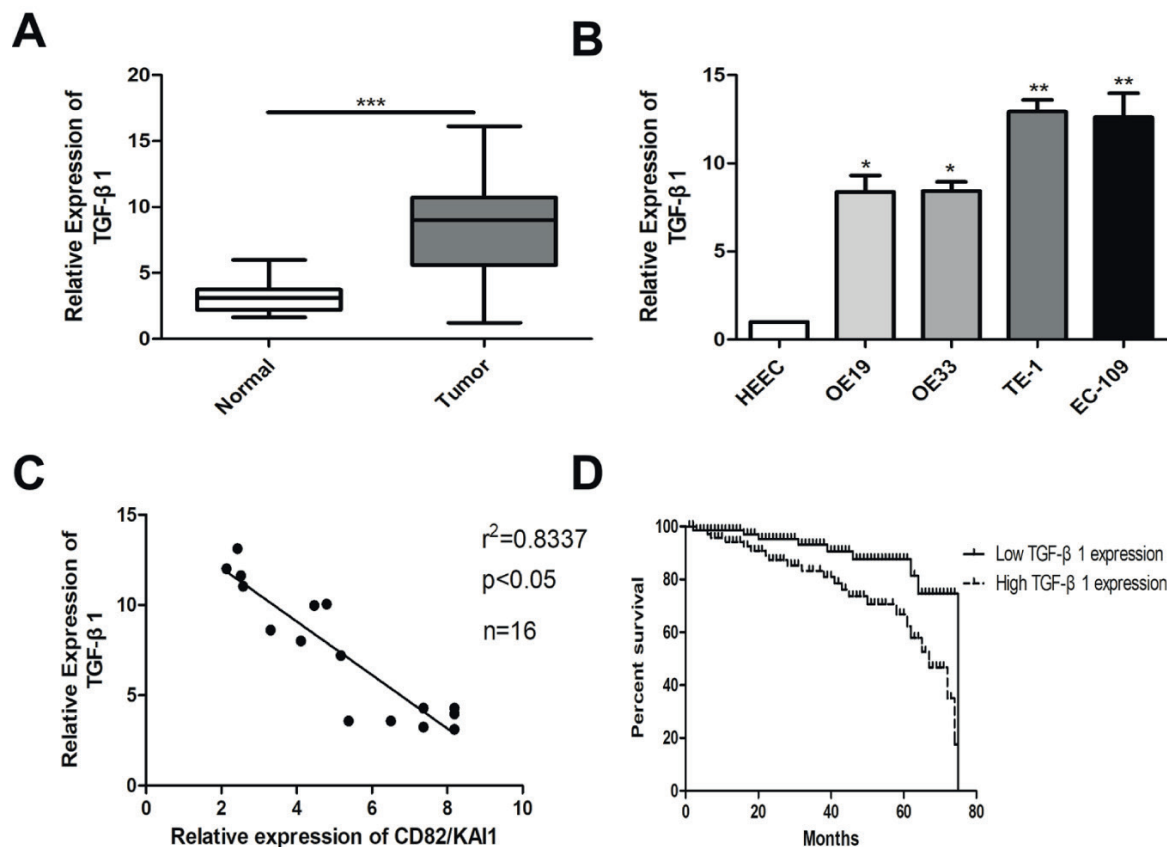 A
Relative Expression of
TGF-β 1
20
15
10
5
0
***
Normal
Tumor
B
Relative Expression of
TGF-β 1
15
10
5
0
*
*
**
**
HEEC
OE19
OE33
TE-1
EC-109
C
Relative Expression of
TGF-β 1
15
10
5
0
r²=0.8337
p<0.05
n=16
0 2 4 6 8 10
Relative expression of CD82/KAI1
D
Percent survival
100
80
60
40
20
0
Low TGF-β 1 expression
High TGF-β 1 expression
0 20 40 60 80
Months